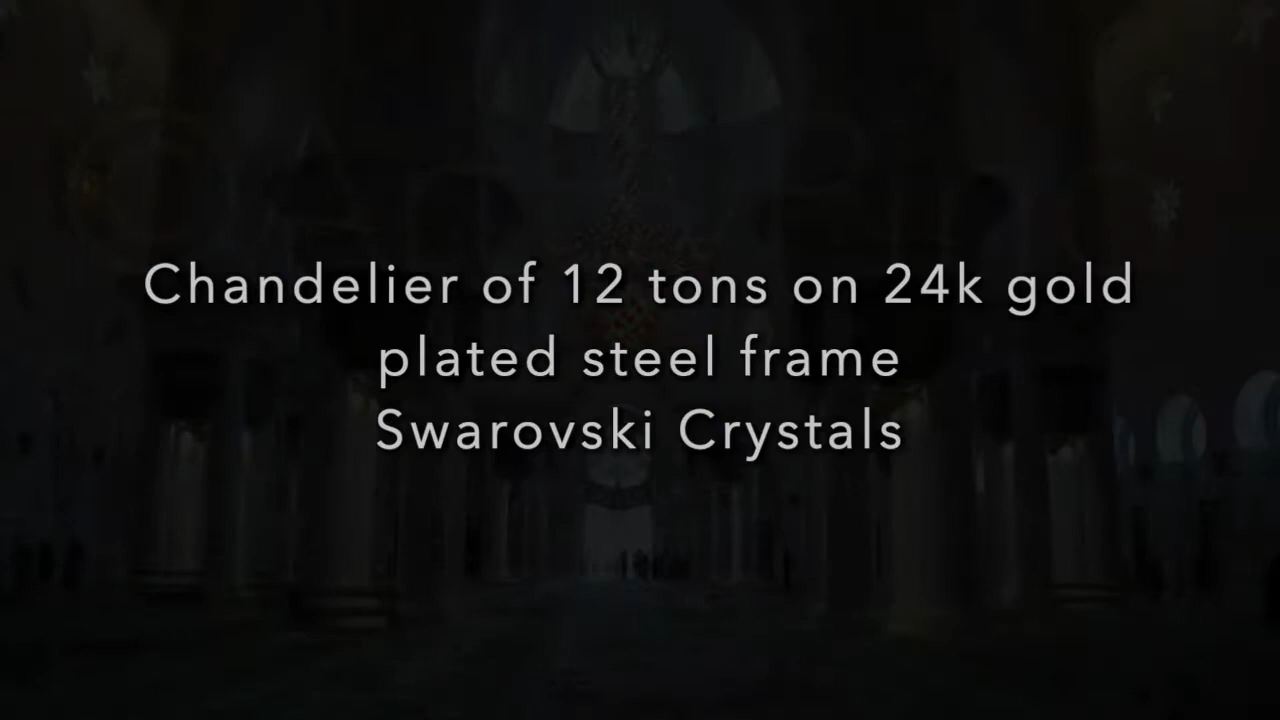 Chandelier of 12 tons on 24k gold
plated steel frame
Swarovski Crystals